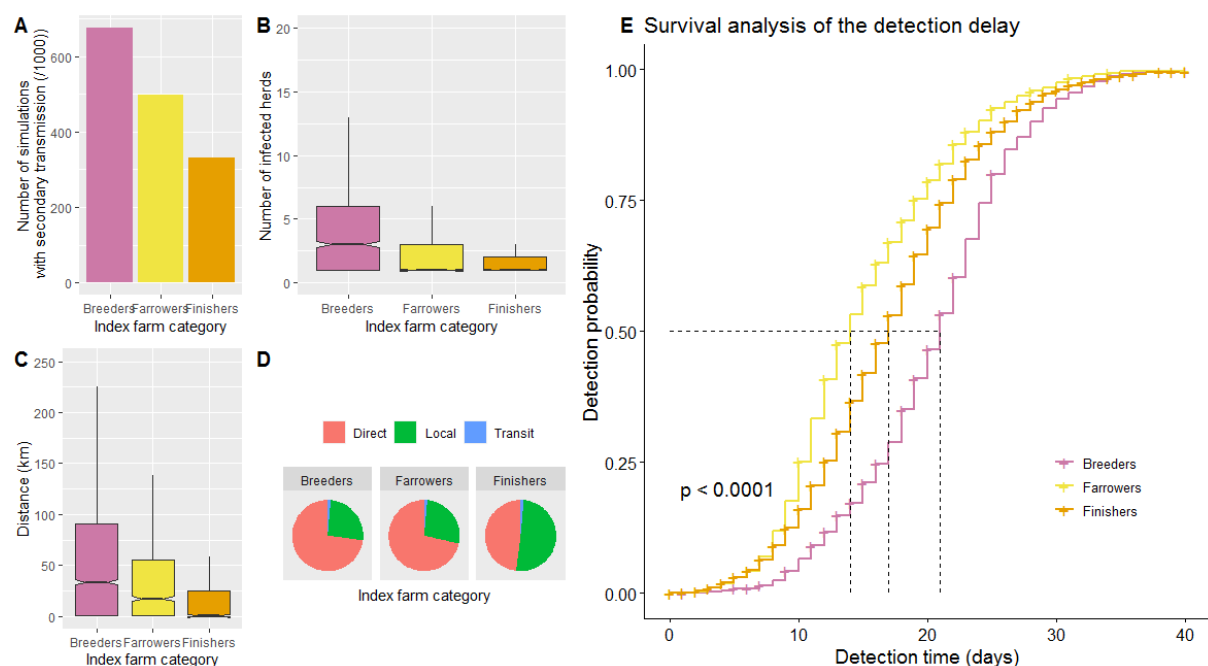 A
Number of simulations
with secondary transmission (/1000))
600
400
200
0
Breeders Farrowers Finishers
Index farm category
B
Number of infected herds
20
15
10
5
0
Breeders Farrowers Finishers
Index farm category
C
Distance (km)
250
200
150
100
50
0
Breeders Farrowers Finishers
Index farm category
D
Direct Local Transit
Breeders Farrowers Finishers
Index farm category
E Survival analysis of the detection delay
Detection probability
1.00
0.75
0.50
0.25
0.00
p < 0.0001
Breeders
Farrowers
Finishers
0 10 20 30 40
Detection time (days)